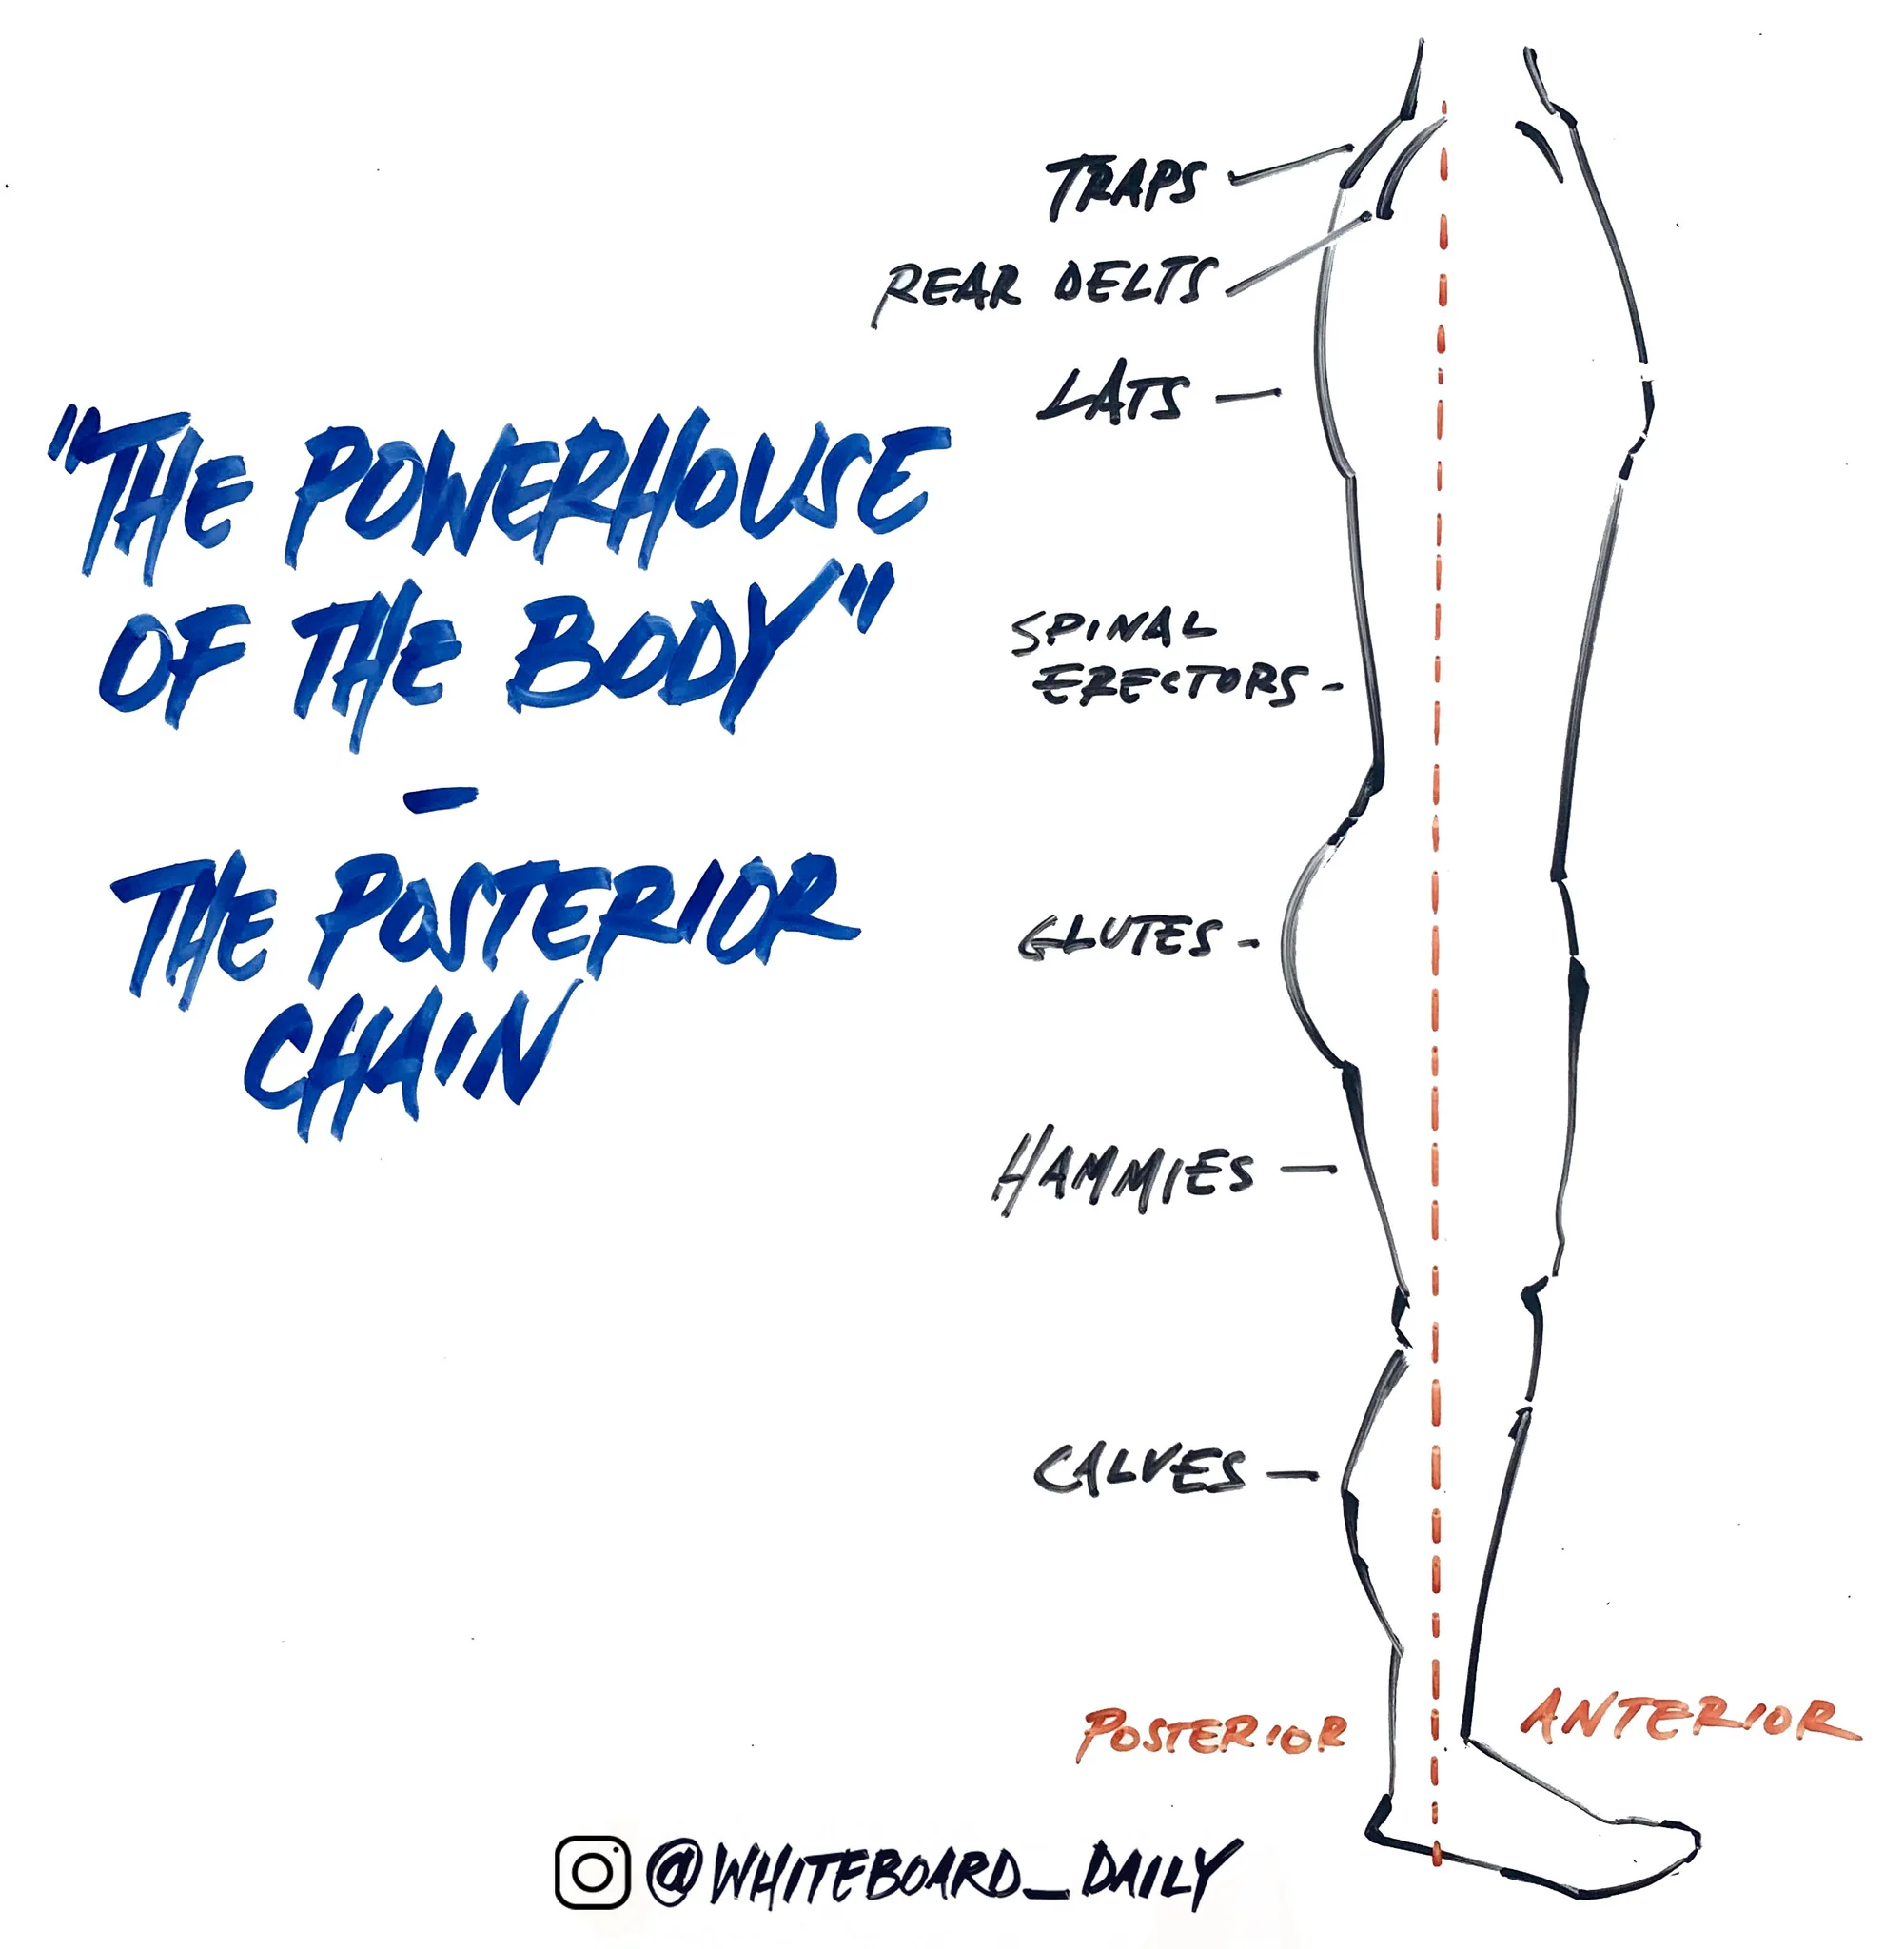 "THE POWERHOUSE
OF THE BODY"
-
THE POSTERIOR
CHAIN
TRAPS
REAR DELTS
LATS
SPINAL
ERECTORS
GLUTES
HAMMIES
CALVES
POSTERIOR
ANTERIOR
@WHITEBOARD_DAILY